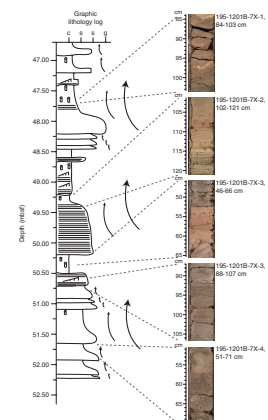 Graphic
lithology log
c s s g
Depth (mbsf)
47.00
47.50
48.00
48.50
49.00
49.50
50.00
50.50
51.00
51.50
52.00
52.50
cm
85
90
95
100
195-1201B-7X-1,
84-103 cm
cm
105
110
115
120
195-1201B-7X-2,
102-121 cm
cm
50
55
60
65
195-1201B-7X-3,
46-66 cm
cm
90
95
100
105
195-1201B-7X-3,
88-107 cm
cm
55
60
65
195-1201B-7X-4,
51-71 cm